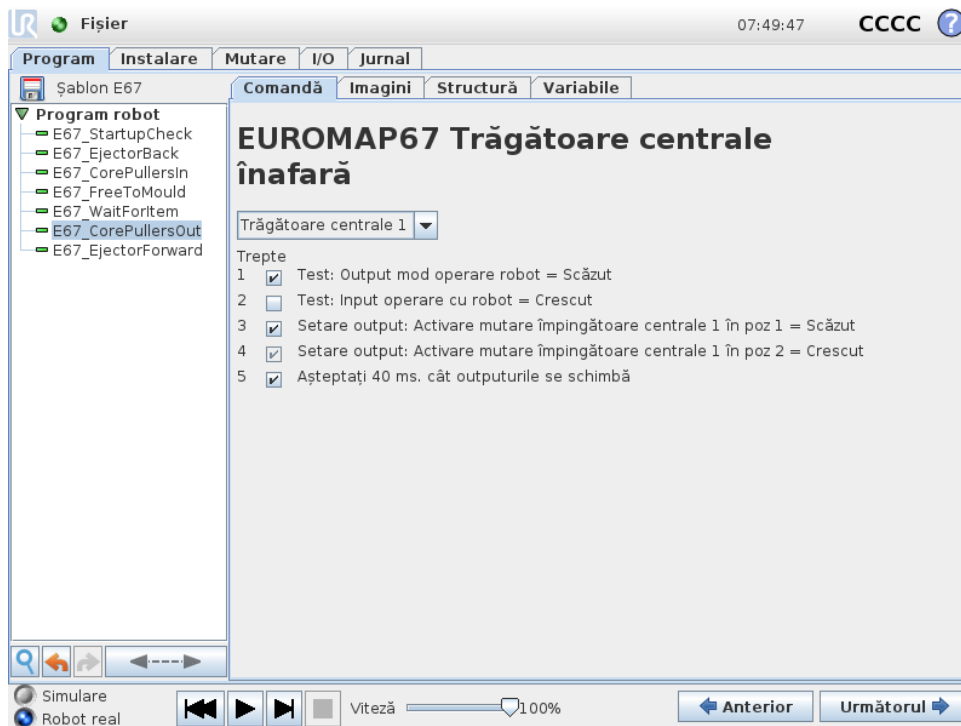 UR Fișier 07:49:47 CCCC ?
Program Instalare Mutare I/O Jurnal
Șablon E67
Comandă Imagini Structură Variabile
Program robot
E67_StartupCheck
E67_EjectorBack
E67_CorePullersIn
E67_FreeToMould
E67_WaitForItem
E67_CorePullersOut
E67_EjectorForward
EUROMAP67 Trăgătoare centrale
înafară
Trăgătoare centrale 1
Trepte
1 Test: Output mod operare robot = Scăzut
2 Test: Input operare cu robot = Crescut
3 Setare output: Activare mutare împingătoare centrale 1 în poz 1 = Scăzut
4 Setare output: Activare mutare împingătoare centrale 1 în poz 2 = Crescut
5 Așteptați 40 ms. cât outputurile se schimbă
Simulare
Robot real
Viteză 100%
Anterior Următorul